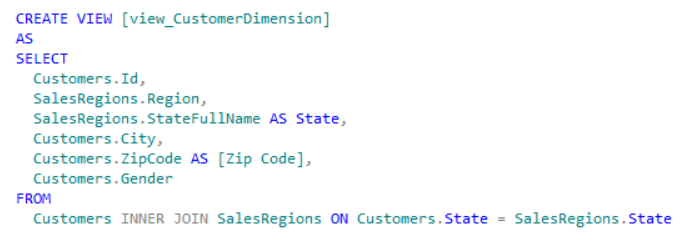 CREATE VIEW [view_CustomerDimension]
AS
SELECT
Customers.Id,
SalesRegions.Region,
SalesRegions.StateFullName AS State,
Customers.City,
Customers.ZipCode AS [Zip Code],
Customers.Gender
FROM
Customers INNER JOIN SalesRegions ON Customers.State = SalesRegions.State